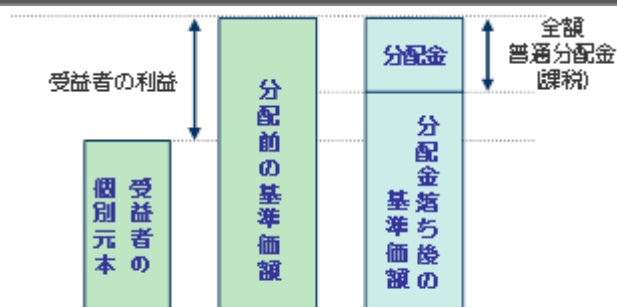 受益者の利益
受益者の
個別元本
分配前の基準価額
分配金
分配金落ち後の
基準価額
全額
普通分配金
(課税)